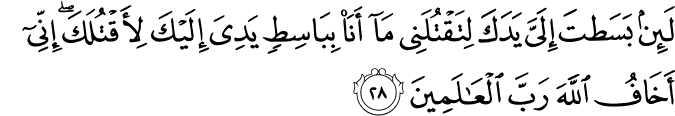 لَئِنۢ بَسَطتَ إِلَىَّ يَدَكَ لِتَقْتُلَنِى مَآ أَنَا۠ بِبَاسِطٍۢ يَدِىَ إِلَيْكَ لِأَقْتُلَكَ ۖ إِنِّىٓ
أَخَافُ ٱللَّهَ رَبَّ ٱلْعَـٰلَمِينَ ۝٢٨